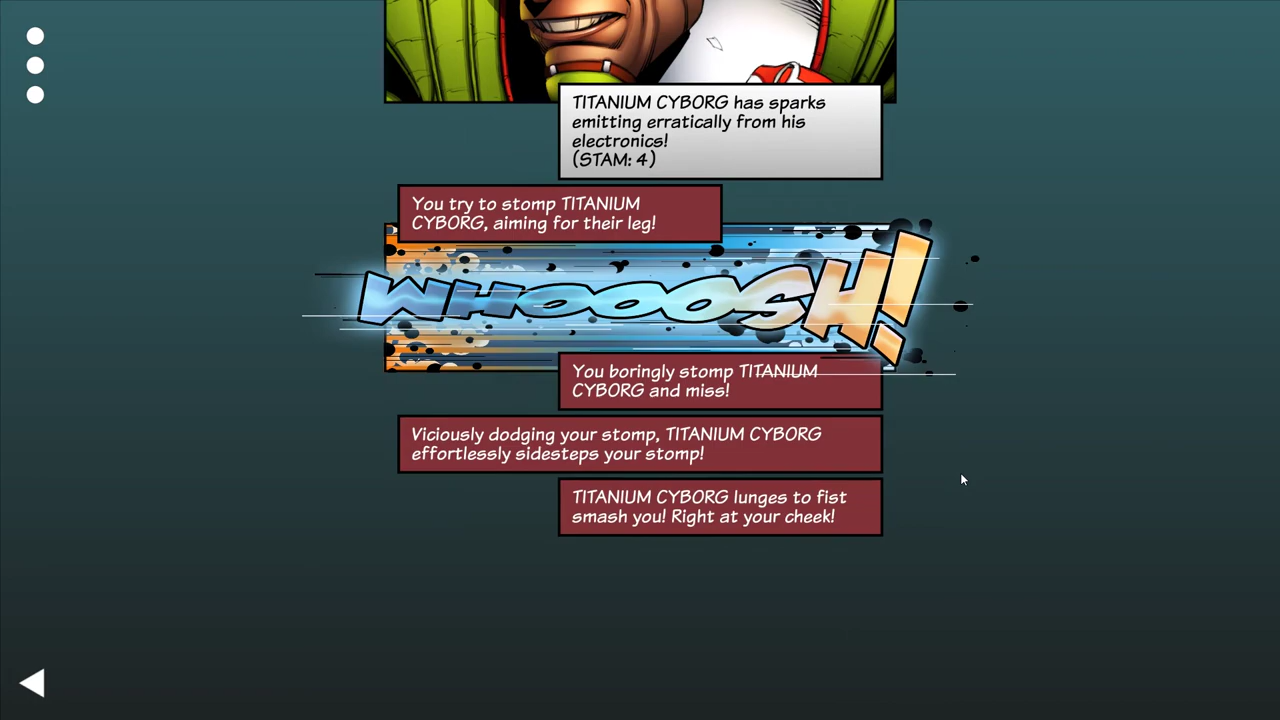 TITANIUM CYBORG has sparks
emitting erratically from his
electronics!
(STAM: 4)
You try to stomp TITANIUM
CYBORG, aiming for their leg!
WHOOOSH!
You boringly stomp TITANIUM
CYBORG and miss!
Viciously dodging your stomp, TITANIUM CYBORG
effortlessly sidesteps your stomp!
TITANIUM CYBORG lunges to fist
smash you! Right at your cheek!